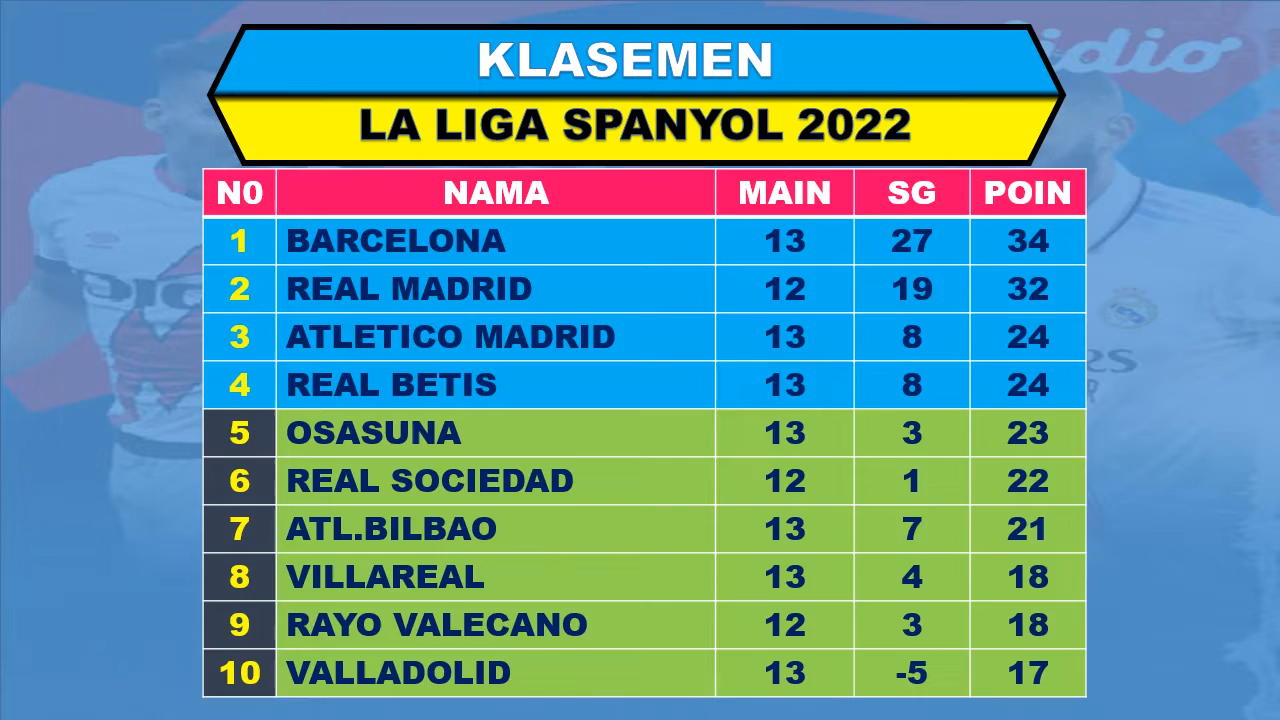 KLASEMEN
LA LIGA SPANYOL 2022
N0 NAMA MAIN SG POIN
1 BARCELONA 13 27 34
2 REAL MADRID 12 19 32
3 ATLETICO MADRID 13 8 24
4 REAL BETIS 13 8 24
5 OSASUNA 13 3 23
6 REAL SOCIEDAD 12 1 22
7 ATL.BILBAO 13 7 21
8 VILLAREAL 13 4 18
9 RAYO VALECANO 12 3 18
10 VALLADOLID 13 -5 17